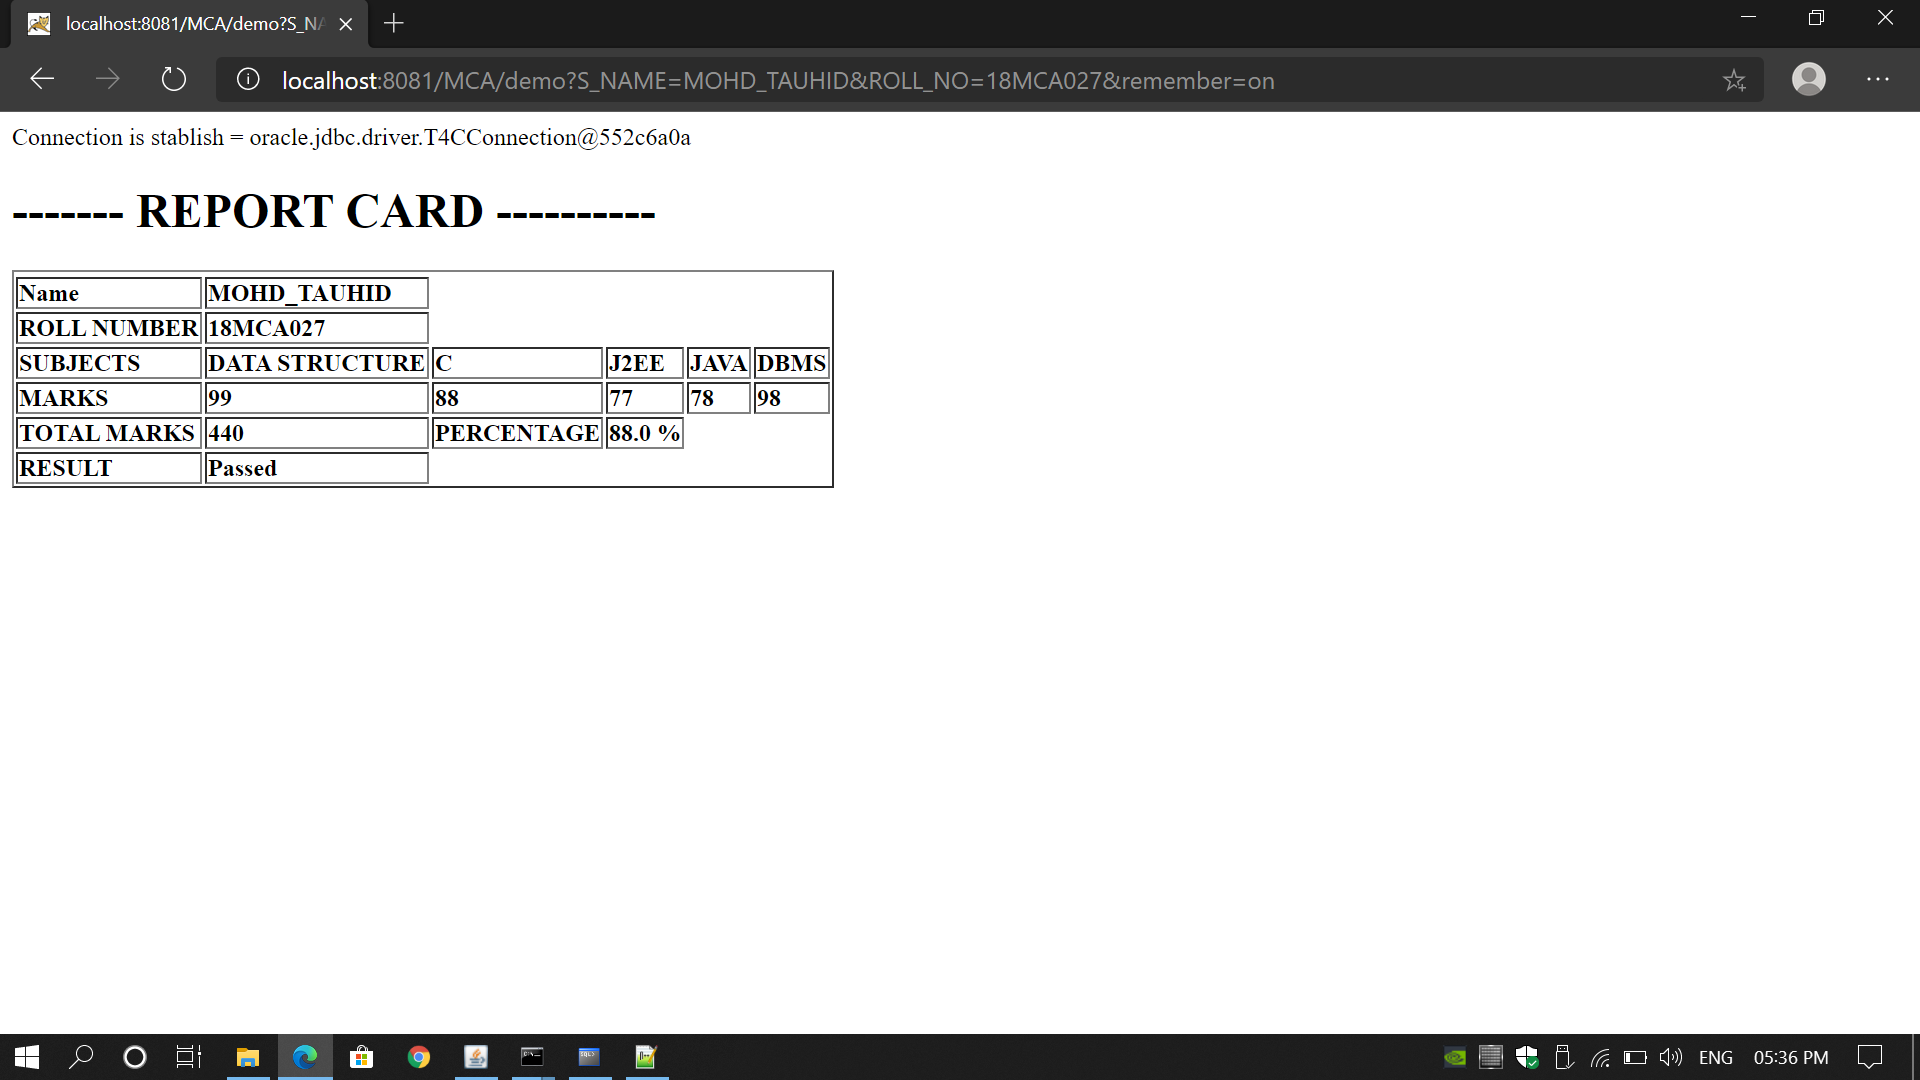 localhost:8081/MCA/demo?S_NA
localhost:8081/MCA/demo?S_NAME=MOHD_TAUHID&ROLL_NO=18MCA027&remember=on
Connection is stablish = oracle.jdbc.driver.T4CConnection@552c6a0a
------- REPORT CARD ----------
Name MOHD_TAUHID
ROLL NUMBER 18MCA027
SUBJECTS DATA STRUCTURE C J2EE JAVA DBMS
MARKS 99 88 77 78 98
TOTAL MARKS 440 PERCENTAGE 88.0 %
RESULT Passed
ENG 05:36 PM